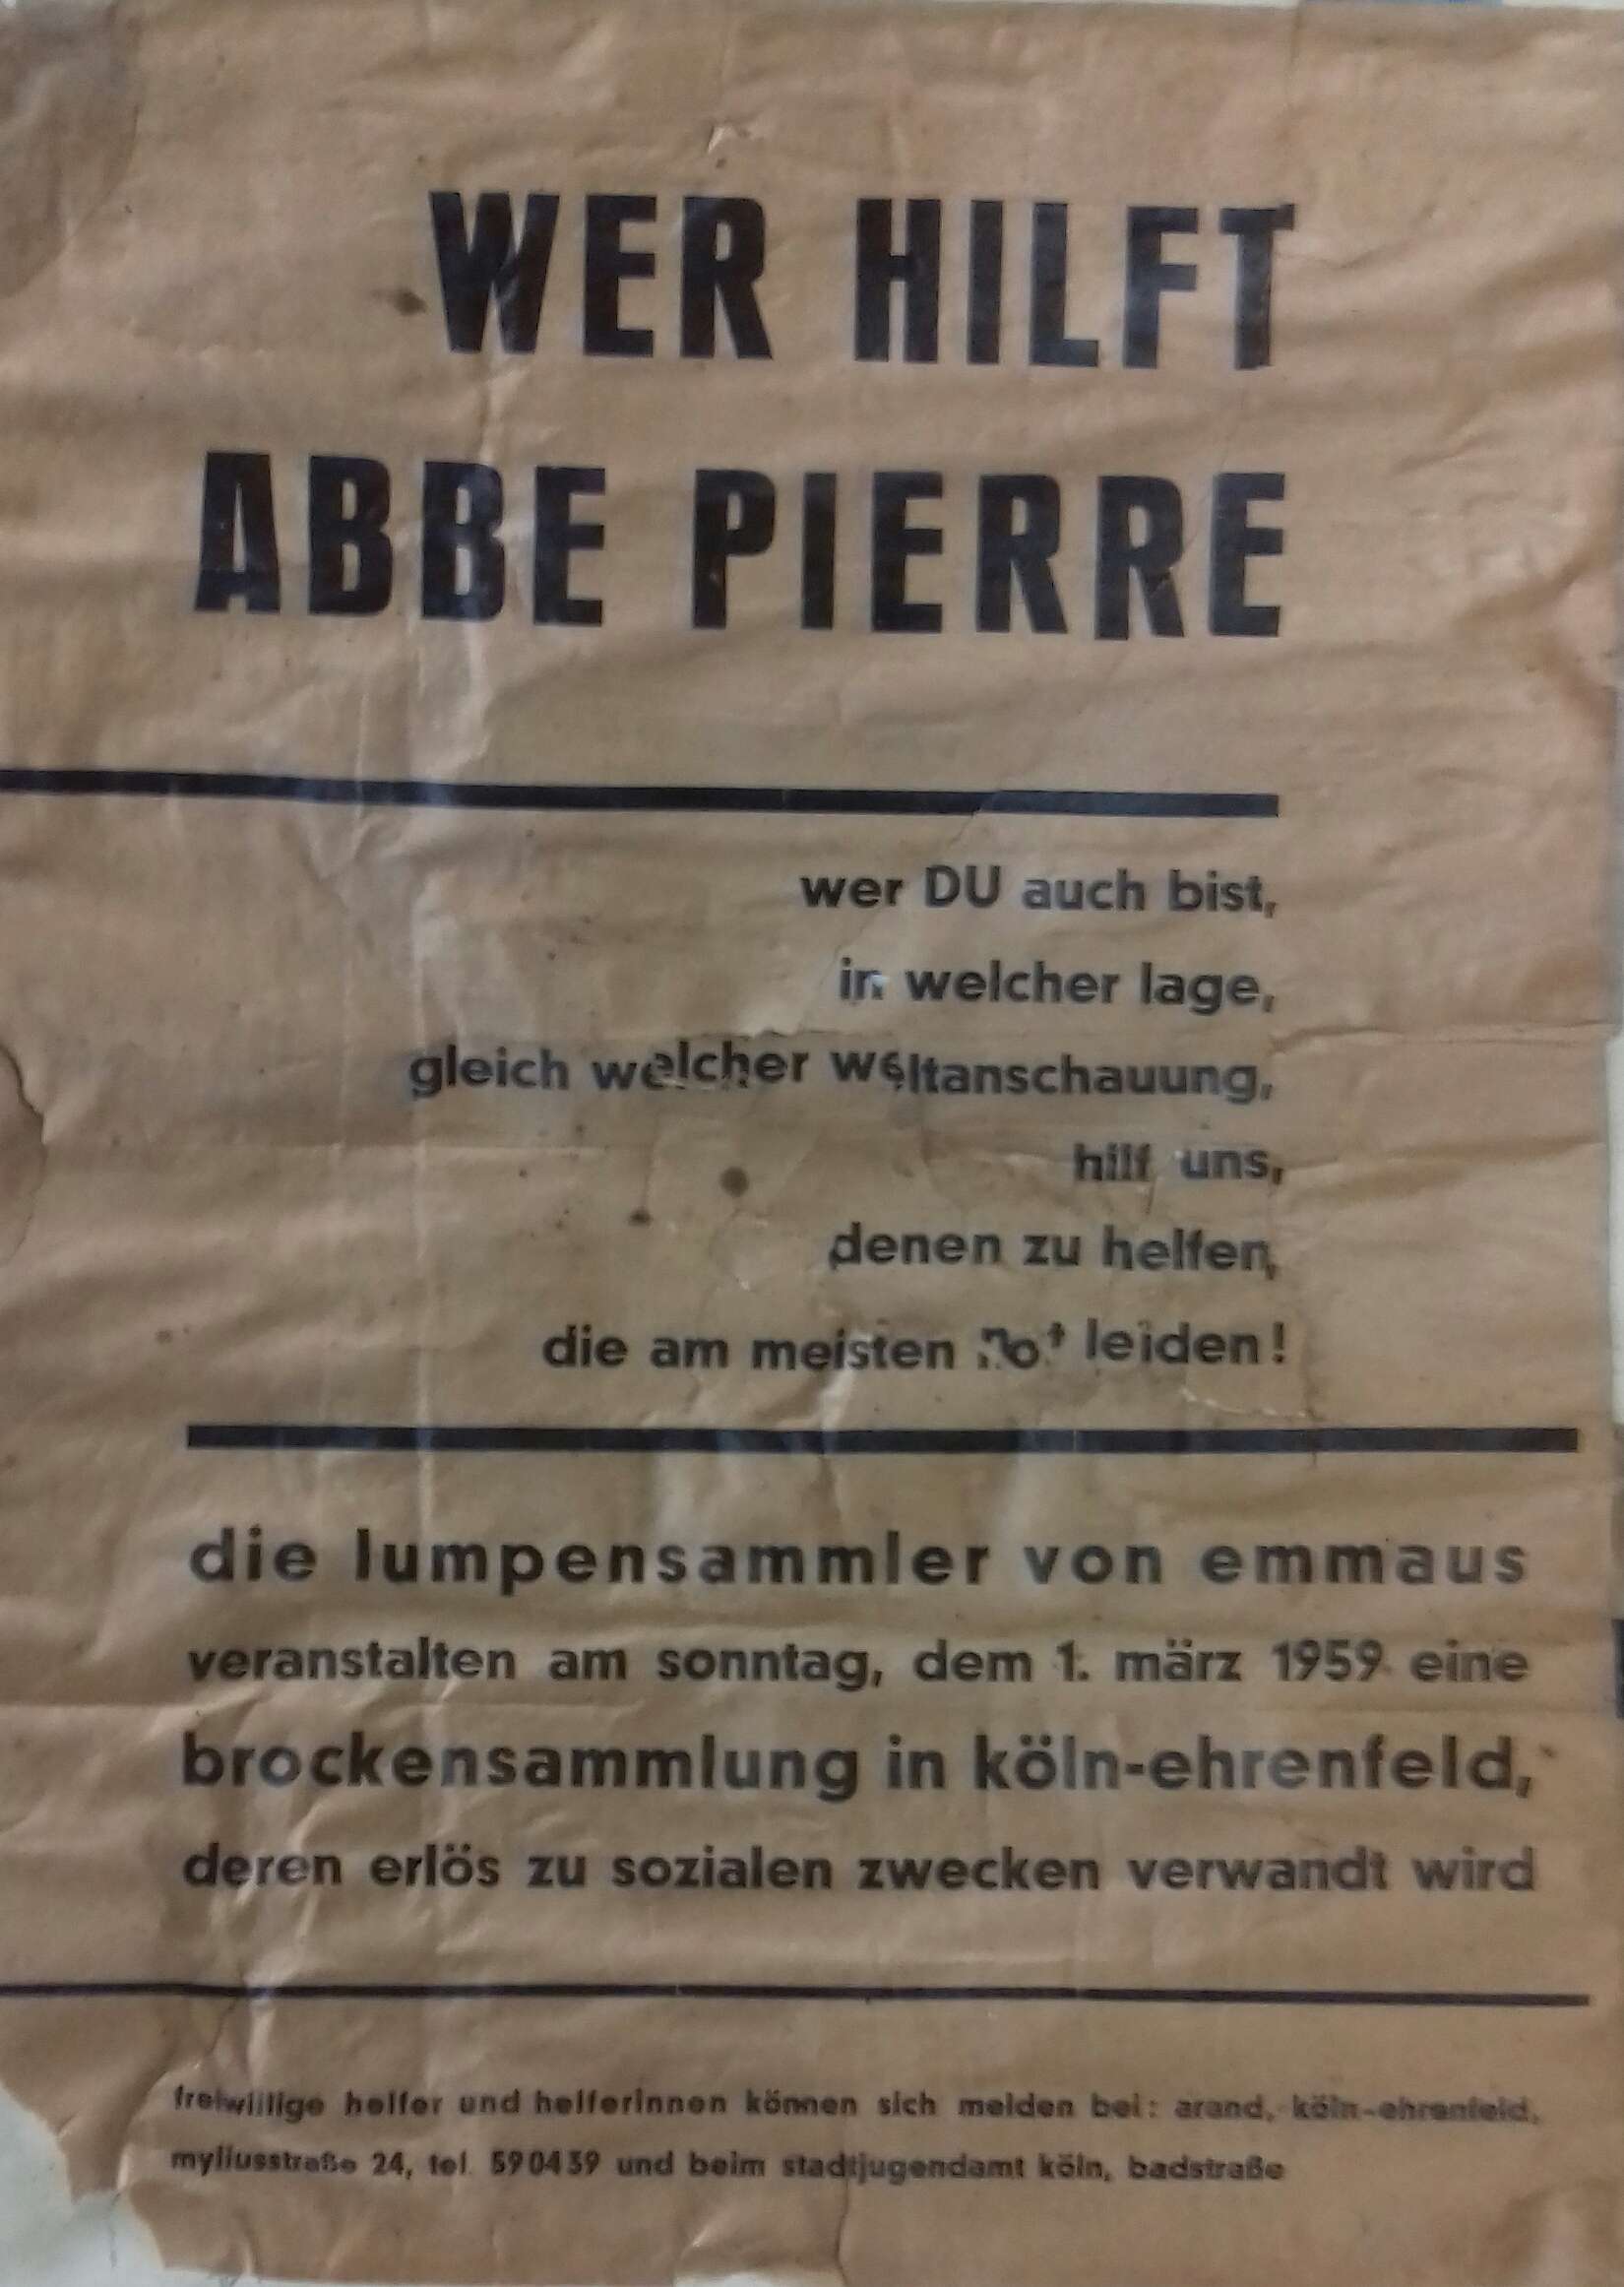 WER HILFT
ABBE PIERRE
wer DU auch bist,
in welcher lage,
gleich welcher weltanschauung,
hilf uns,
denen zu helfen,
die am meisten not leiden!
die lumpensammler von emmaus
veranstalten am sonntag, dem 1. märz 1959 eine
brockensammlung in köln-ehrenfeld,
deren erlös zu sozialen zwecken verwandt wird
freiwillige helfer und helferinnen können sich melden bei: arand, köln-ehrenfeld,
myliusstraße 24, tel. 590439 und beim stadtjugendamt köln, badstraße